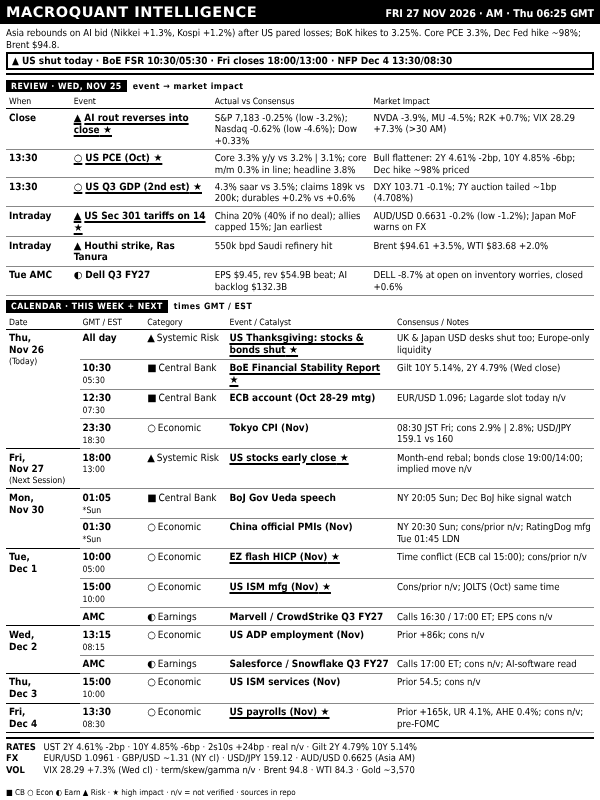 MACROQUANT INTELLIGENCE FRI 27 NOV 2026 · AM · Thu 06:25 GMT
Asia rebounds on AI bid (Nikkei +1.3%, Kospi +1.2%) after US pared losses; BoK hikes to 3.25%. Core PCE 3.3%, Dec Fed hike ~98%;
Brent $94.8.
▲ US shut today · BoE FSR 10:30/05:30 · Fri closes 18:00/13:00 · NFP Dec 4 13:30/08:30
REVIEW · WED, NOV 25 event → market impact
When Event Actual vs Consensus Market Impact
Close ▲ AI rout reverses into S&P 7,183 -0.25% (low -3.2%); NVDA -3.9%, MU -4.5%; R2K +0.7%; VIX 28.29
close ★ Nasdaq -0.62% (low -4.6%); Dow +7.3% (>30 AM)
+0.33%
13:30 ○ US PCE (Oct) ★ Core 3.3% y/y vs 3.2% | 3.1%; core Bull flattener: 2Y 4.61% -2bp, 10Y 4.85% -6bp;
m/m 0.3% in line; headline 3.8% Dec hike ~98% priced
13:30 ○ US Q3 GDP (2nd est) ★ 4.3% saar vs 3.5%; claims 189k vs DXY 103.71 -0.1%; 7Y auction tailed ~1bp
200k; durables +0.2% vs +0.6% (4.708%)
Intraday ▲ US Sec 301 tariffs on 14 China 20% (40% if no deal); allies AUD/USD 0.6631 -0.2% (low -1.2%); Japan MoF
★ capped 15%; Jan earliest warns on FX
Intraday ▲ Houthi strike, Ras 550k bpd Saudi refinery hit Brent $94.61 +3.5%, WTI $83.68 +2.0%
Tanura
Tue AMC ◐ Dell Q3 FY27 EPS $9.45, rev $54.9B beat; AI DELL -8.7% at open on inventory worries, closed
backlog $132.3B +0.6%
CALENDAR · THIS WEEK + NEXT times GMT / EST
Date GMT / EST Category Event / Catalyst Consensus / Notes
Thu, All day ▲ Systemic Risk US Thanksgiving: stocks & UK & Japan USD desks shut too; Europe-only
Nov 26 bonds shut ★ liquidity
(Today)
10:30 ■ Central Bank BoE Financial Stability Report Gilt 10Y 5.14%, 2Y 4.79% (Wed close)
05:30 ★
12:30 ■ Central Bank ECB account (Oct 28-29 mtg) EUR/USD 1.096; Lagarde slot today n/v
07:30
23:30 ○ Economic Tokyo CPI (Nov) 08:30 JST Fri; cons 2.9% | 2.8%; USD/JPY
18:30 159.1 vs 160
Fri, 18:00 ▲ Systemic Risk US stocks early close ★ Month-end rebal; bonds close 19:00/14:00;
Nov 27 13:00 implied move n/v
(Next Session)
Mon, 01:05 ■ Central Bank BoJ Gov Ueda speech NY 20:05 Sun; Dec BoJ hike signal watch
Nov 30 *Sun
01:30 ○ Economic China official PMIs (Nov) NY 20:30 Sun; cons/prior n/v; RatingDog mfg
*Sun Tue 01:45 LDN
Tue, 10:00 ○ Economic EZ flash HICP (Nov) ★ Time conflict (ECB cal 15:00); cons/prior n/v
Dec 1 05:00
15:00 ○ Economic US ISM mfg (Nov) ★ Cons/prior n/v; JOLTS (Oct) same time
10:00
AMC ◐ Earnings Marvell / CrowdStrike Q3 FY27 Calls 16:30 / 17:00 ET; EPS cons n/v
Wed, 13:15 ○ Economic US ADP employment (Nov) Prior +86k; cons n/v
Dec 2 08:15
AMC ◐ Earnings Salesforce / Snowflake Q3 FY27 Calls 17:00 ET; cons n/v; AI-software read
Thu, 15:00 ○ Economic US ISM services (Nov) Prior 54.5; cons n/v
Dec 3 10:00
Fri, 13:30 ○ Economic US payrolls (Nov) ★ Prior +165k, UR 4.1%, AHE 0.4%; cons n/v;
Dec 4 08:30 pre-FOMC
RATES UST 2Y 4.61% -2bp · 10Y 4.85% -6bp · 2s10s +24bp · real n/v · Gilt 2Y 4.79% 10Y 5.14%
FX EUR/USD 1.0961 · GBP/USD ~1.31 (NY cl) · USD/JPY 159.12 · AUD/USD 0.6625 (Asia AM)
VOL VIX 28.29 +7.3% (Wed cl) · term/skew/gamma n/v · Brent 94.8 · WTI 84.3 · Gold ~3,570
■ CB ○ Econ ◐ Earn ▲ Risk · ★ high impact · n/v = not verified · sources in repo